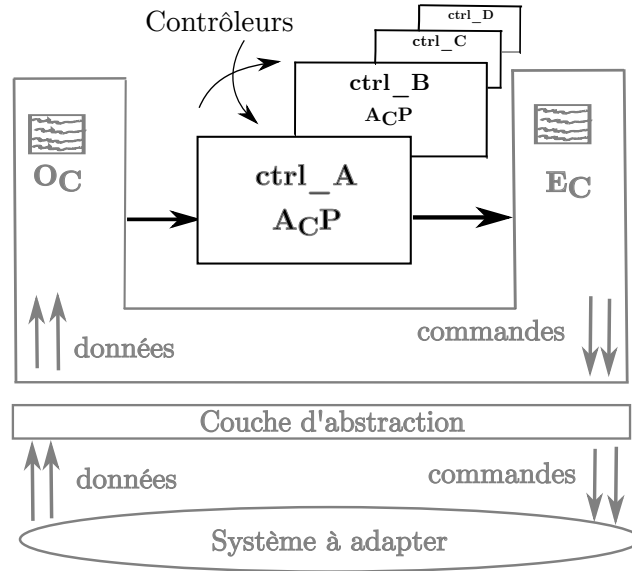 Contrôleurs
ctrl_D
ctrl_C
ctrl_B
ACP
ctrl_A
ACP
OC
EC
données
commandes
Couche d'abstraction
données
commandes
Système à adapter